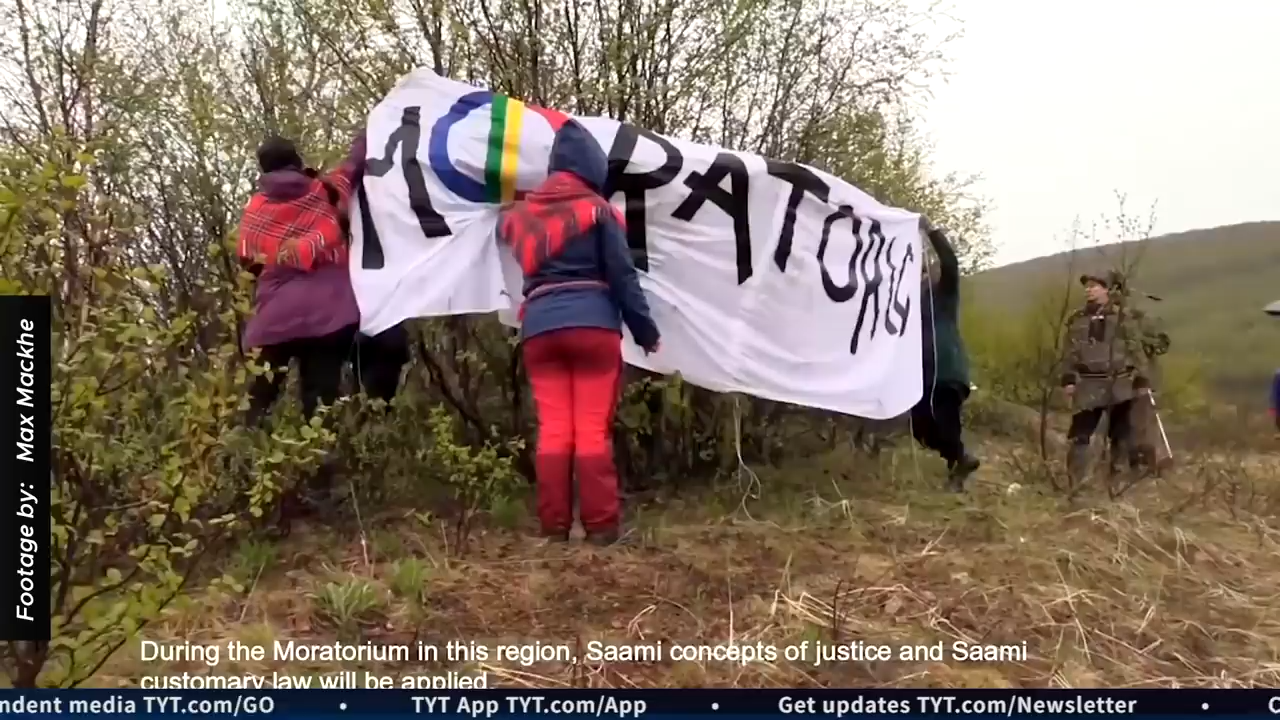 MORATORIG
Footage by: Max Mackhe
During the Moratorium in this region, Saami concepts of justice and Saami
customary law will be applied.
ndent media TYT.com/GO • TYT App TYT.com/App • Get updates TYT.com/Newsletter •